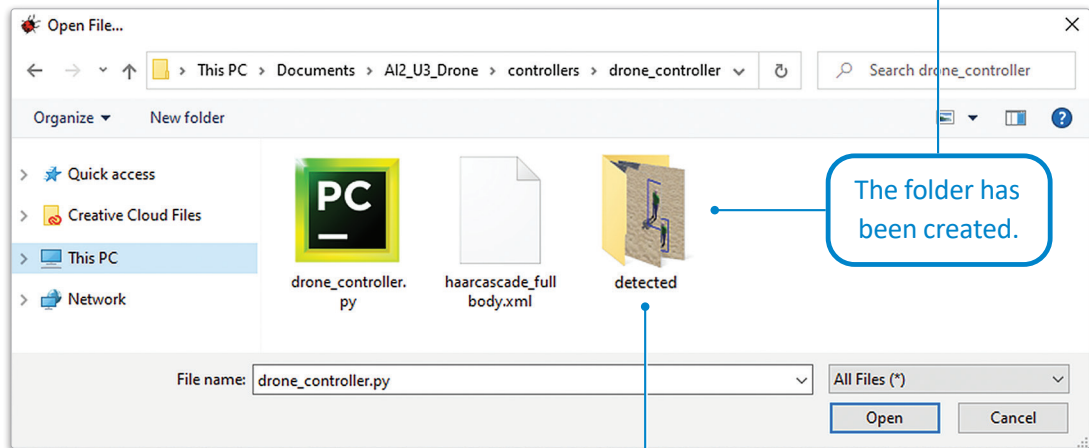 Open File...
This PC > Documents > AI2_U3_Drone > controllers > drone_controller
Search drone_controller
Organize
New folder
Quick access
Creative Cloud Files
This PC
Network
PC
drone_controller.
py
haarcascade_full
body.xml
detected
The folder has
been created.
File name:
drone_controller.py
All Files (*)
Open
Cancel